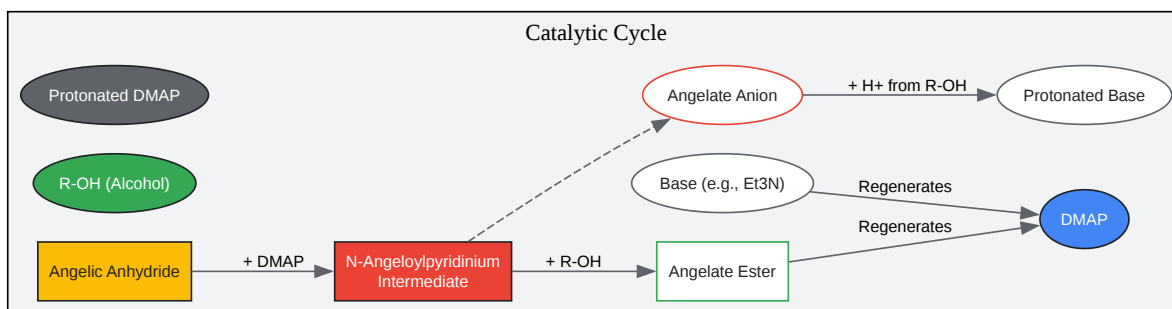 Catalytic Cycle
Protonated DMAP
Angelate Anion
+ H+ from R-OH
Protonated Base
R-OH (Alcohol)
Base (e.g., Et3N)
Regenerates
DMAP
Regenerates
Angelic Anhydride
+ DMAP
N-Angeloylpyridinium
Intermediate
+ R-OH
Angelate Ester